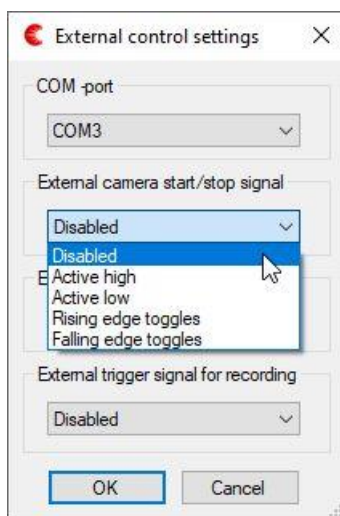 External control settings
COM -port
COM3
External camera start/stop signal
Disabled
Disabled
Active high
Active low
Rising edge toggles
Falling edge toggles
External trigger signal for recording
Disabled
OK
Cancel